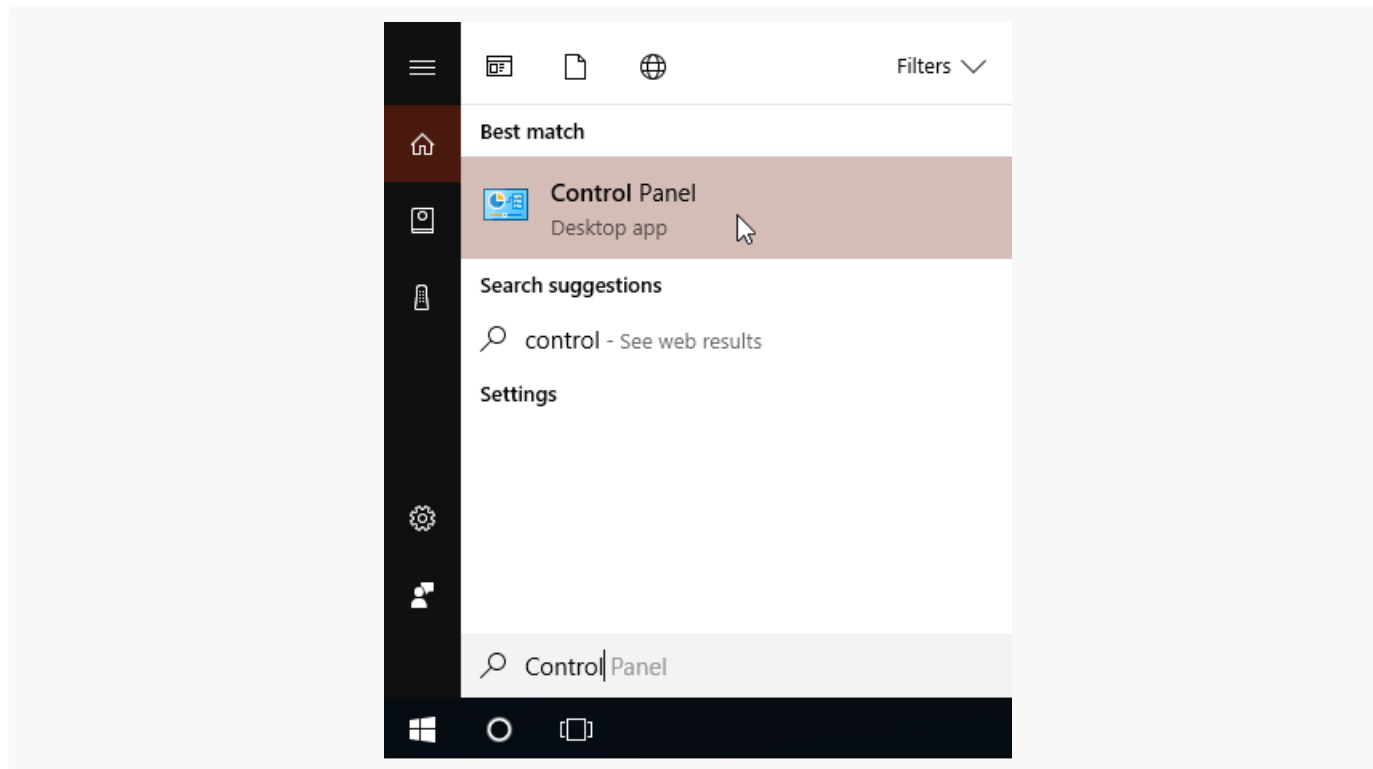 Filters
Best match
Control Panel
Desktop app
Search suggestions
control - See web results
Settings
Control Panel